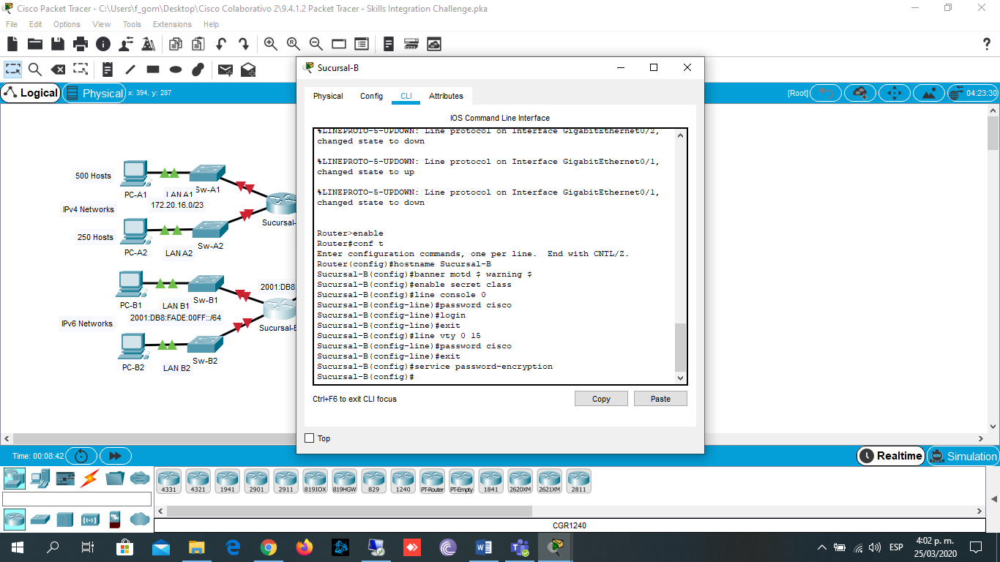 Cisco Packet Tracer - C:\Users\f_gom\Desktop\Cisco Colaborativo 2\9.4.1.2 Packet Tracer - Skills Integration Challenge.pka
File Edit Options View Tools Extensions Help
Logical
Physical
x: 394, y: 287
[Root]
04:23:30
500 Hosts
PC-A1
LAN A1
Sw-A1
172.20.16.0/23
IPv4 Networks
Sucursal-
250 Hosts
PC-A2
LAN A2
Sw-A2
2001:DB8:
PC-B1
LAN B1
Sw-B1
2001:DB8:FADE:00FF::/64
IPv6 Networks
Sucursal-B
PC-B2
LAN B2
Sw-B2
Sucursal-B
Physical Config CLI Attributes
IOS Command Line Interface
%LINEPROTO-5-UPDOWN: Line protocol on Interface GigabitEthernet0/2,
changed state to down
%LINEPROTO-5-UPDOWN: Line protocol on Interface GigabitEthernet0/1,
changed state to up
%LINEPROTO-5-UPDOWN: Line protocol on Interface GigabitEthernet0/1,
changed state to down
Router>enable
Router#conf t
Enter configuration commands, one per line.  End with CNTL/Z.
Router(config)#hostname Sucursal-B
Sucursal-B(config)#banner motd $ warning $
Sucursal-B(config)#enable secret class
Sucursal-B(config)#line console 0
Sucursal-B(config-line)#password cisco
Sucursal-B(config-line)#login
Sucursal-B(config-line)#exit
Sucursal-B(config)#line vty 0 15
Sucursal-B(config-line)#password cisco
Sucursal-B(config-line)#exit
Sucursal-B(config)#service password-encryption
Sucursal-B(config)#
Ctrl+F6 to exit CLI focus
Copy
Paste
Top
Time: 00:08:42
Realtime
Simulation
4331 4321 1941 2901 2911 819IOX 819HGW 829 1240 PT-Router PT-Empty 1841 2620XM 2621XM 2811
CGR1240
ESP
4:02 p. m.
25/03/2020